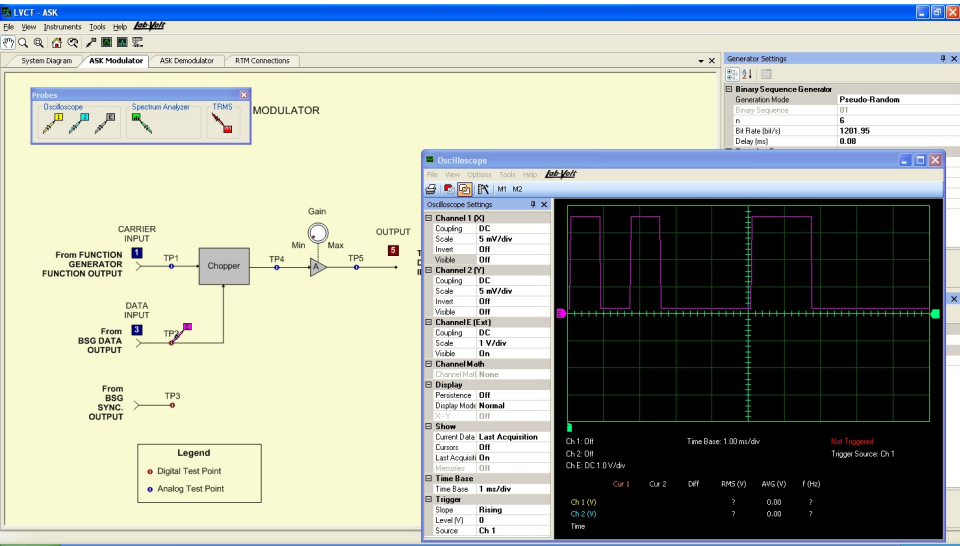 LVCT - ASK
File View Instruments Tools Help Lab-Volt
System Diagram ASK Modulator ASK Demodulator RTM Connections
Probes
Oscilloscope Spectrum Analyzer TRMS
1 2 E
MODULATOR
Gain
Min Max
CARRIER
INPUT
OUTPUT
1
5
From FUNCTION
GENERATOR
FUNCTION OUTPUT
TP1
Chopper
TP4
A
TP5
DATA
INPUT
3
From
BSG DATA
OUTPUT
TP2
E
From
BSG
SYNC.
OUTPUT
TP3
Legend
Digital Test Point
Analog Test Point
Generator Settings
Binary Sequence Generator
Generation Mode Pseudo-Random
Binary Sequence 01
n 6
Bit Rate (bit/s) 1201.95
Delay (ms) 0.08
Oscilloscope
File View Options Tools Help Lab-Volt
M1 M2
Oscilloscope Settings
Channel 1 (X)
Coupling DC
Scale 5 mV/div
Invert Off
Visible Off
Channel 2 (Y)
Coupling DC
Scale 5 mV/div
Invert Off
Visible Off
Channel E (Ext)
Coupling DC
Scale 1 V/div
Visible On
Channel Math
Channel Mat None
Display
Persistence Off
Display Mode Normal
X - Y Off
Show
Current Data Last Acquisition
Cursors Off
Last Acquisiti On
Memories Off
Time Base
Time Base 1 ms/div
Trigger
Slope Rising
Level (V) 0
Source Ch 1
Ch 1: Off Time Base: 1.00 ms/div Not Triggered
Ch 2: Off Trigger Source: Ch 1
Ch E: DC 1.0 V/div
Cur 1 Cur 2 Diff RMS (V) AVG (V) f (Hz)
Ch 1 (V) ? 0.00 ?
Ch 2 (V) ? 0.00 ?
Time